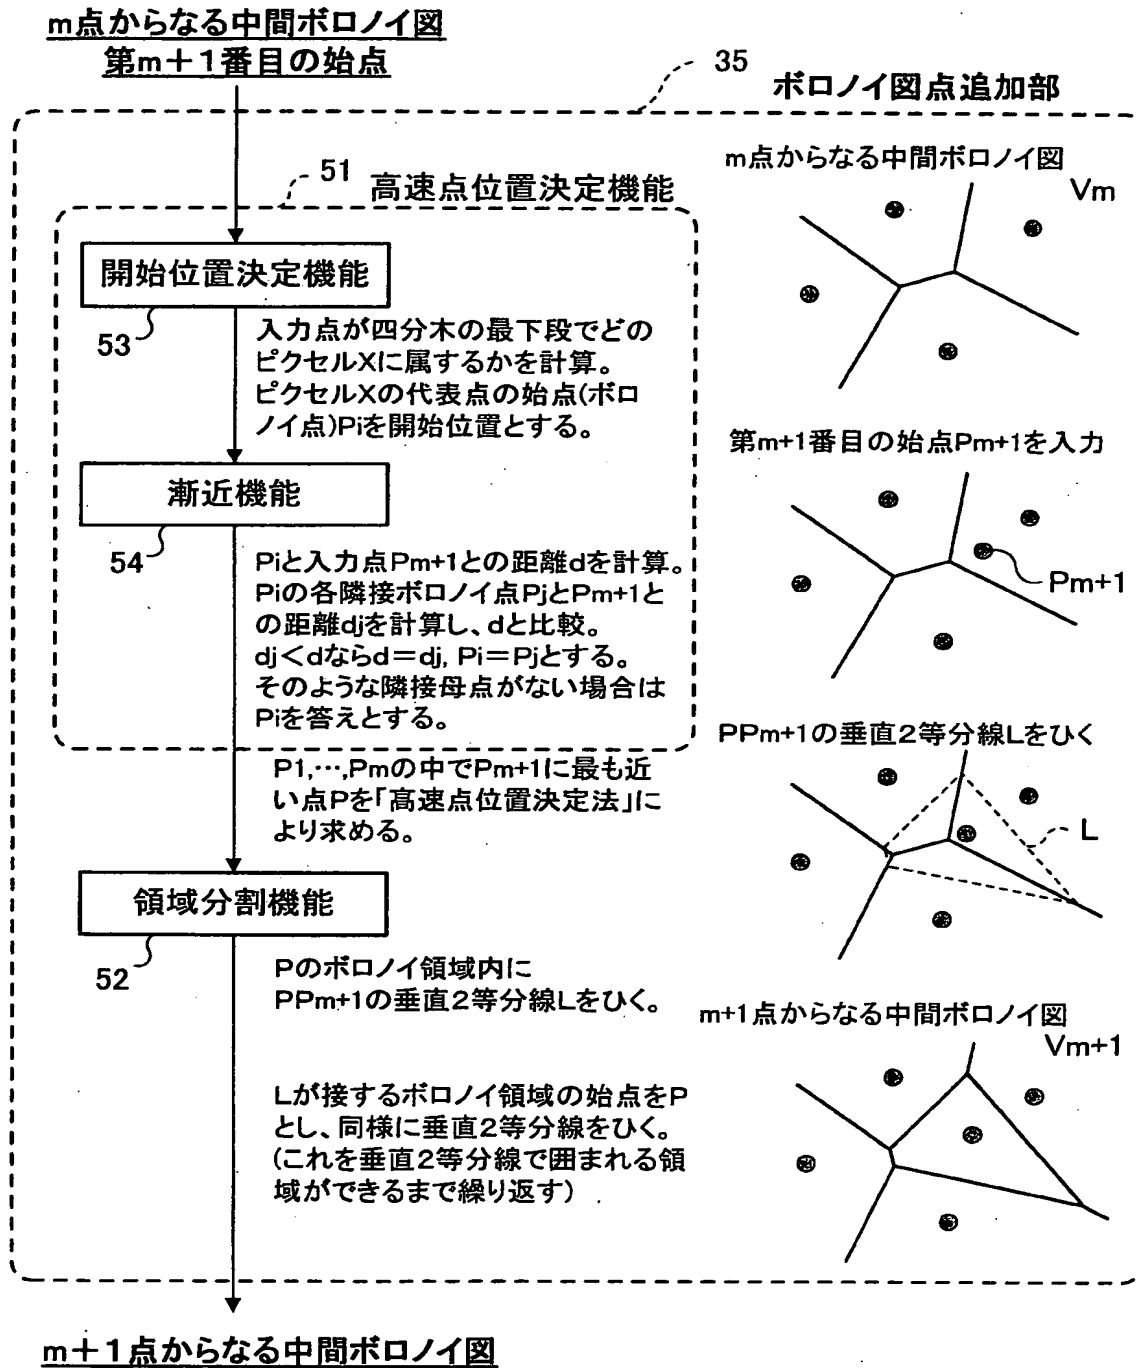 m点からなる中間ボロノイ図
第m+1番目の始点
35
ボロノイ図点追加部
51
高速点位置決定機能
開始位置決定機能
53
入力点が四分木の最下段でどの
ピクセルXに属するかを計算。
ピクセルXの代表点の始点(ボロ
ノイ点)Piを開始位置とする。
漸近機能
54
Piと入力点Pm+1との距離dを計算。
Piの各隣接ボロノイ点PjとPm+1と
の距離djを計算し、dと比較。
dj<dならd=dj, Pi=Pjとする。
そのような隣接母点がない場合は
Piを答えとする。
P1,…,Pmの中でPm+1に最も近
い点Pを「高速点位置決定法」に
より求める。
領域分割機能
52
Pのボロノイ領域内に
PPm+1の垂直2等分線Lをひく。
Lが接するボロノイ領域の始点をP
とし、同様に垂直2等分線をひく。
(これを垂直2等分線で囲まれる領
域ができるまで繰り返す)
m点からなる中間ボロノイ図
Vm
第m+1番目の始点Pm+1を入力
Pm+1
PPm+1の垂直2等分線Lをひく
L
m+1点からなる中間ボロノイ図
Vm+1
m+1点からなる中間ボロノイ図